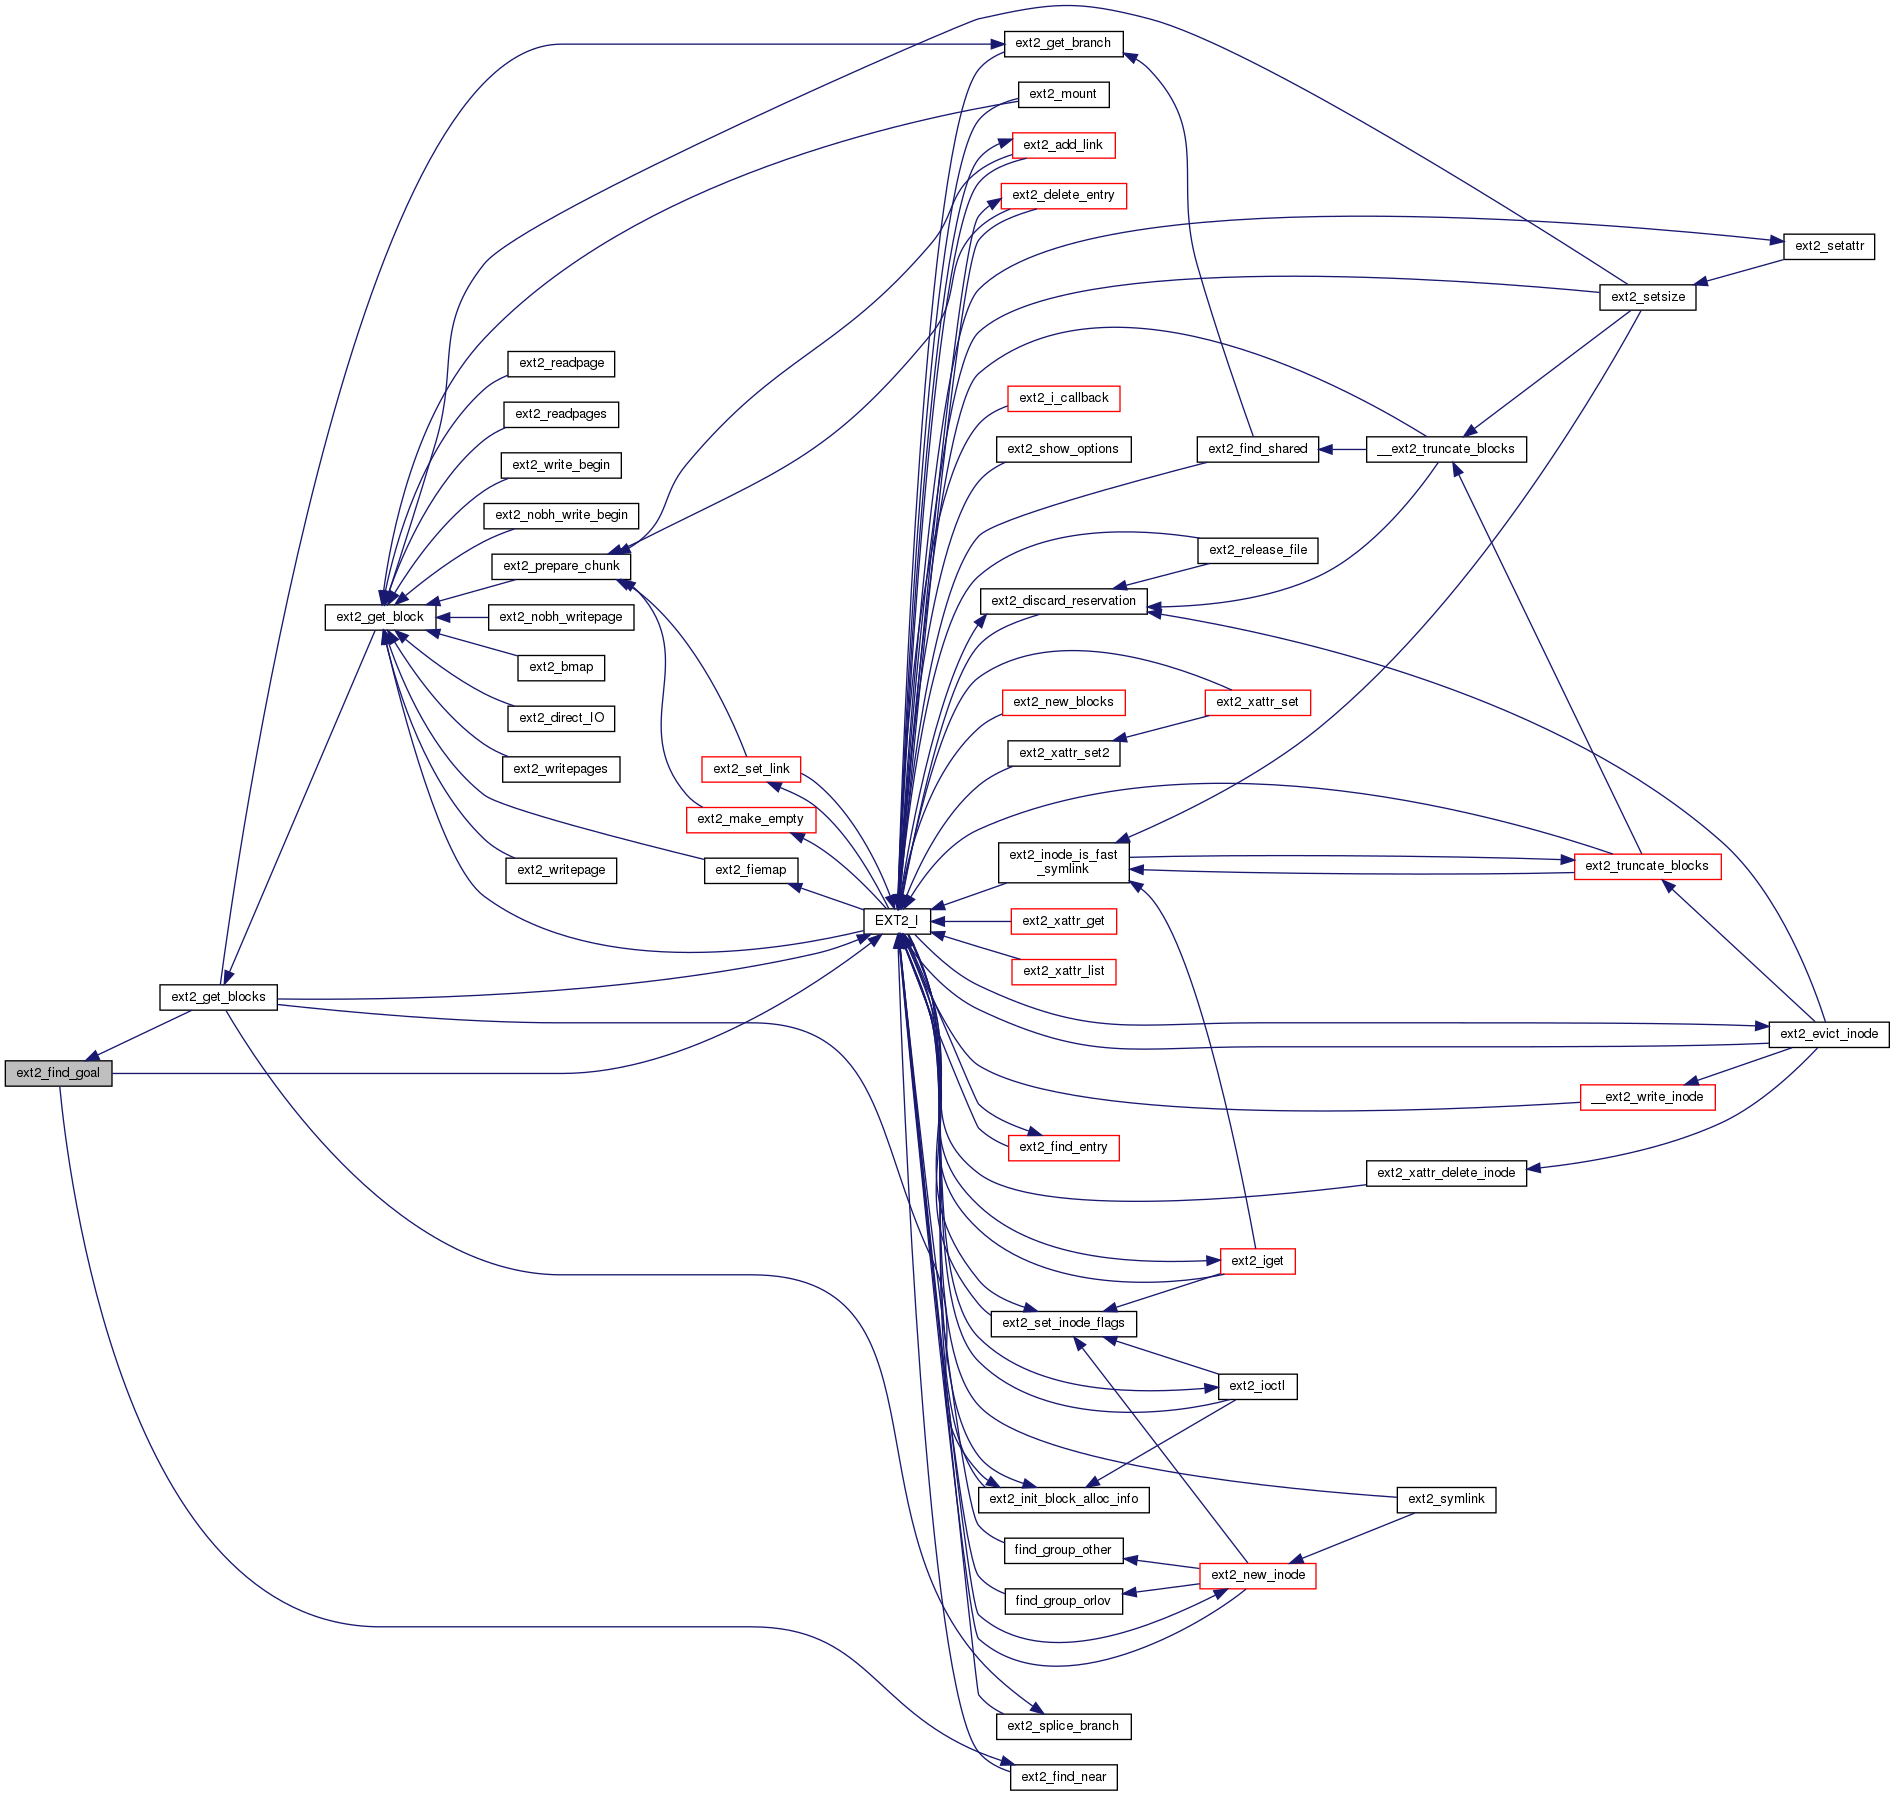 ext2_get_branch
ext2_mount
ext2_add_link
ext2_delete_entry
ext2_setattr
ext2_setsize
ext2_readpage
ext2_i_callback
ext2_readpages
ext2_show_options
ext2_find_shared
__ext2_truncate_blocks
ext2_write_begin
ext2_nobh_write_begin
ext2_release_file
ext2_prepare_chunk
ext2_discard_reservation
ext2_get_block
ext2_nobh_writepage
ext2_bmap
ext2_new_blocks
ext2_xattr_set
ext2_direct_IO
ext2_xattr_set2
ext2_writepages
ext2_set_link
ext2_make_empty
ext2_inode_is_fast
_symlink
ext2_truncate_blocks
ext2_writepage
ext2_fiemap
EXT2_I
ext2_xattr_get
ext2_xattr_list
ext2_get_blocks
ext2_evict_inode
ext2_find_goal
__ext2_write_inode
ext2_find_entry
ext2_xattr_delete_inode
ext2_iget
ext2_set_inode_flags
ext2_ioctl
ext2_init_block_alloc_info
ext2_symlink
find_group_other
ext2_new_inode
find_group_orlov
ext2_splice_branch
ext2_find_near